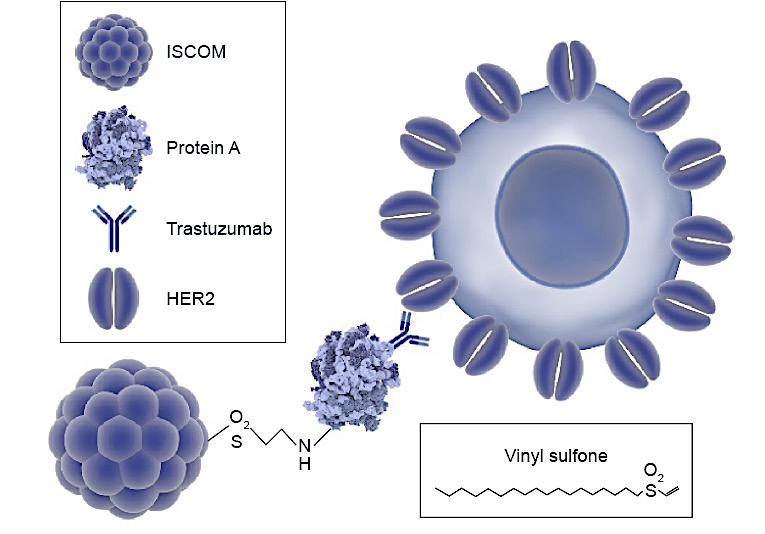 ISCOM
Protein A
Trastuzumab
HER2
O2
S
N
H
Vinyl sulfone
O2
S